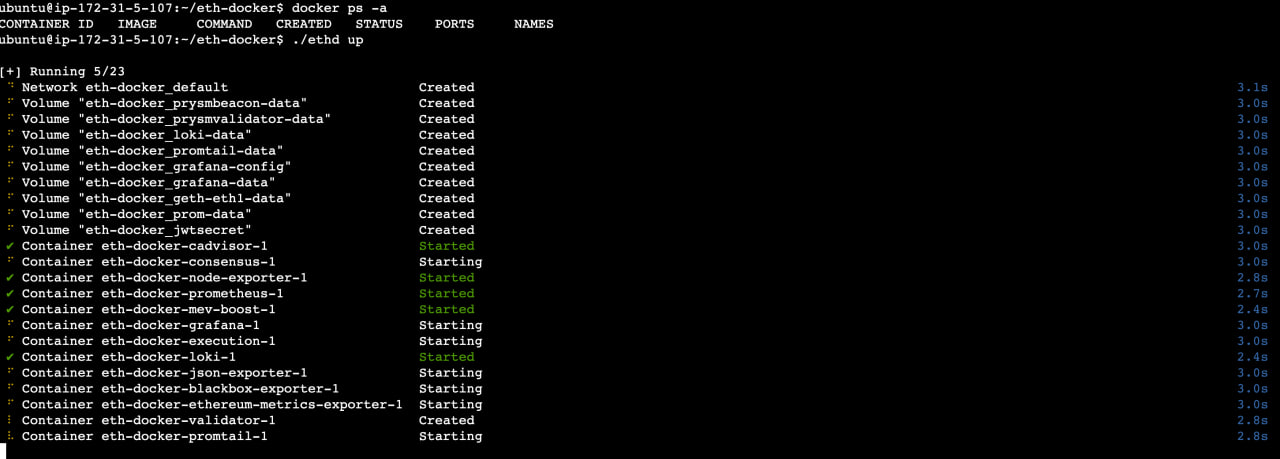 ubuntu@ip-172-31-5-107:~/eth-docker$ docker ps -a
CONTAINER ID   IMAGE     COMMAND   CREATED   STATUS    PORTS     NAMES
ubuntu@ip-172-31-5-107:~/eth-docker$ ./ethd up
[+] Running 5/23
Network eth-docker_default Created 3.1s
Volume "eth-docker_prysmbeacon-data" Created 3.0s
Volume "eth-docker_prysmvalidator-data" Created 3.0s
Volume "eth-docker_loki-data" Created 3.0s
Volume "eth-docker_promtail-data" Created 3.0s
Volume "eth-docker_grafana-config" Created 3.0s
Volume "eth-docker_grafana-data" Created 3.0s
Volume "eth-docker_geth-eth1-data" Created 3.0s
Volume "eth-docker_prom-data" Created 3.0s
Volume "eth-docker_jwtsecret" Created 3.0s
✔ Container eth-docker-cadvisor-1 Started 3.0s
Container eth-docker-consensus-1 Starting 3.0s
✔ Container eth-docker-node-exporter-1 Started 2.8s
✔ Container eth-docker-prometheus-1 Started 2.7s
✔ Container eth-docker-mev-boost-1 Started 2.4s
Container eth-docker-grafana-1 Starting 3.0s
Container eth-docker-execution-1 Starting 3.0s
✔ Container eth-docker-loki-1 Started 2.4s
Container eth-docker-json-exporter-1 Starting 3.0s
Container eth-docker-blackbox-exporter-1 Starting 3.0s
Container eth-docker-ethereum-metrics-exporter-1 Starting 3.0s
Container eth-docker-validator-1 Created 2.8s
Container eth-docker-promtail-1 Starting 2.8s